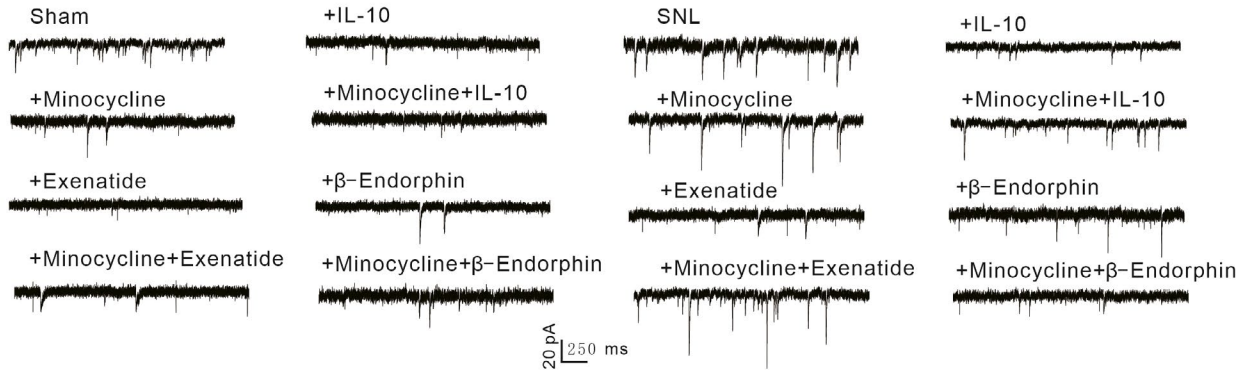 Sham
+IL-10
SNL
+IL-10
+Minocycline
+Minocycline+IL-10
+Minocycline
+Minocycline+IL-10
+Exenatide
+β-Endorphin
+Exenatide
+β-Endorphin
+Minocycline+Exenatide
+Minocycline+β-Endorphin
+Minocycline+Exenatide
+Minocycline+β-Endorphin
20 pA
250 ms